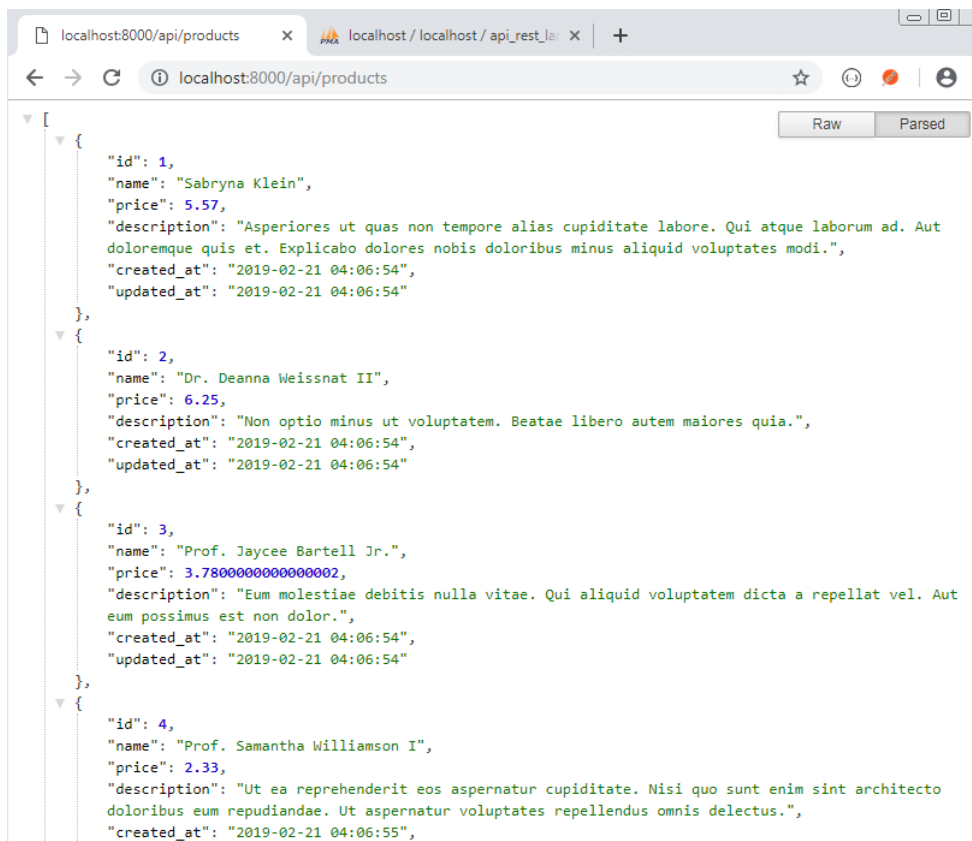 localhost:8000/api/products
PMA localhost / localhost / api_rest_la
localhost:8000/api/products
Raw Parsed
[
{
"id": 1,
"name": "Sabryna Klein",
"price": 5.57,
"description": "Asperiores ut quas non tempore alias cupiditate labore. Qui atque laborum ad. Aut
doloremque quis et. Explicabo dolores nobis doloribus minus aliquid voluptates modi.",
"created_at": "2019-02-21 04:06:54",
"updated_at": "2019-02-21 04:06:54"
},
{
"id": 2,
"name": "Dr. Deanna Weissnat II",
"price": 6.25,
"description": "Non optio minus ut voluptatem. Beatae libero autem maiores quia.",
"created_at": "2019-02-21 04:06:54",
"updated_at": "2019-02-21 04:06:54"
},
{
"id": 3,
"name": "Prof. Jaycee Bartell Jr.",
"price": 3.7800000000000002,
"description": "Eum molestiae debitis nulla vitae. Qui aliquid voluptatem dicta a repellat vel. Aut
eum possimus est non dolor.",
"created_at": "2019-02-21 04:06:54",
"updated_at": "2019-02-21 04:06:54"
},
{
"id": 4,
"name": "Prof. Samantha Williamson I",
"price": 2.33,
"description": "Ut ea reprehenderit eos aspernatur cupiditate. Nisi quo sunt enim sint architecto
doloribus eum repudiandae. Ut aspernatur voluptates repellendus omnis delectus.",
"created_at": "2019-02-21 04:06:55",